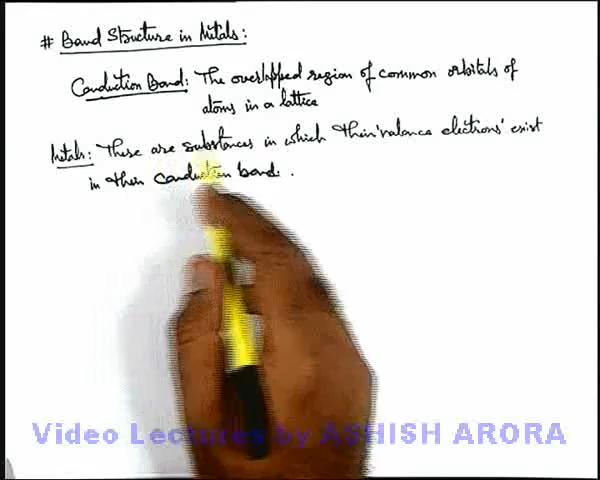 # Band Structure in Metals:
Conduction Band: The overlapped region of common orbitals of
atoms in a lattice
Metals: These are substances in which their 'valance electrons' exist
in their conduction band.
Video Lectures by ASHISH ARORA